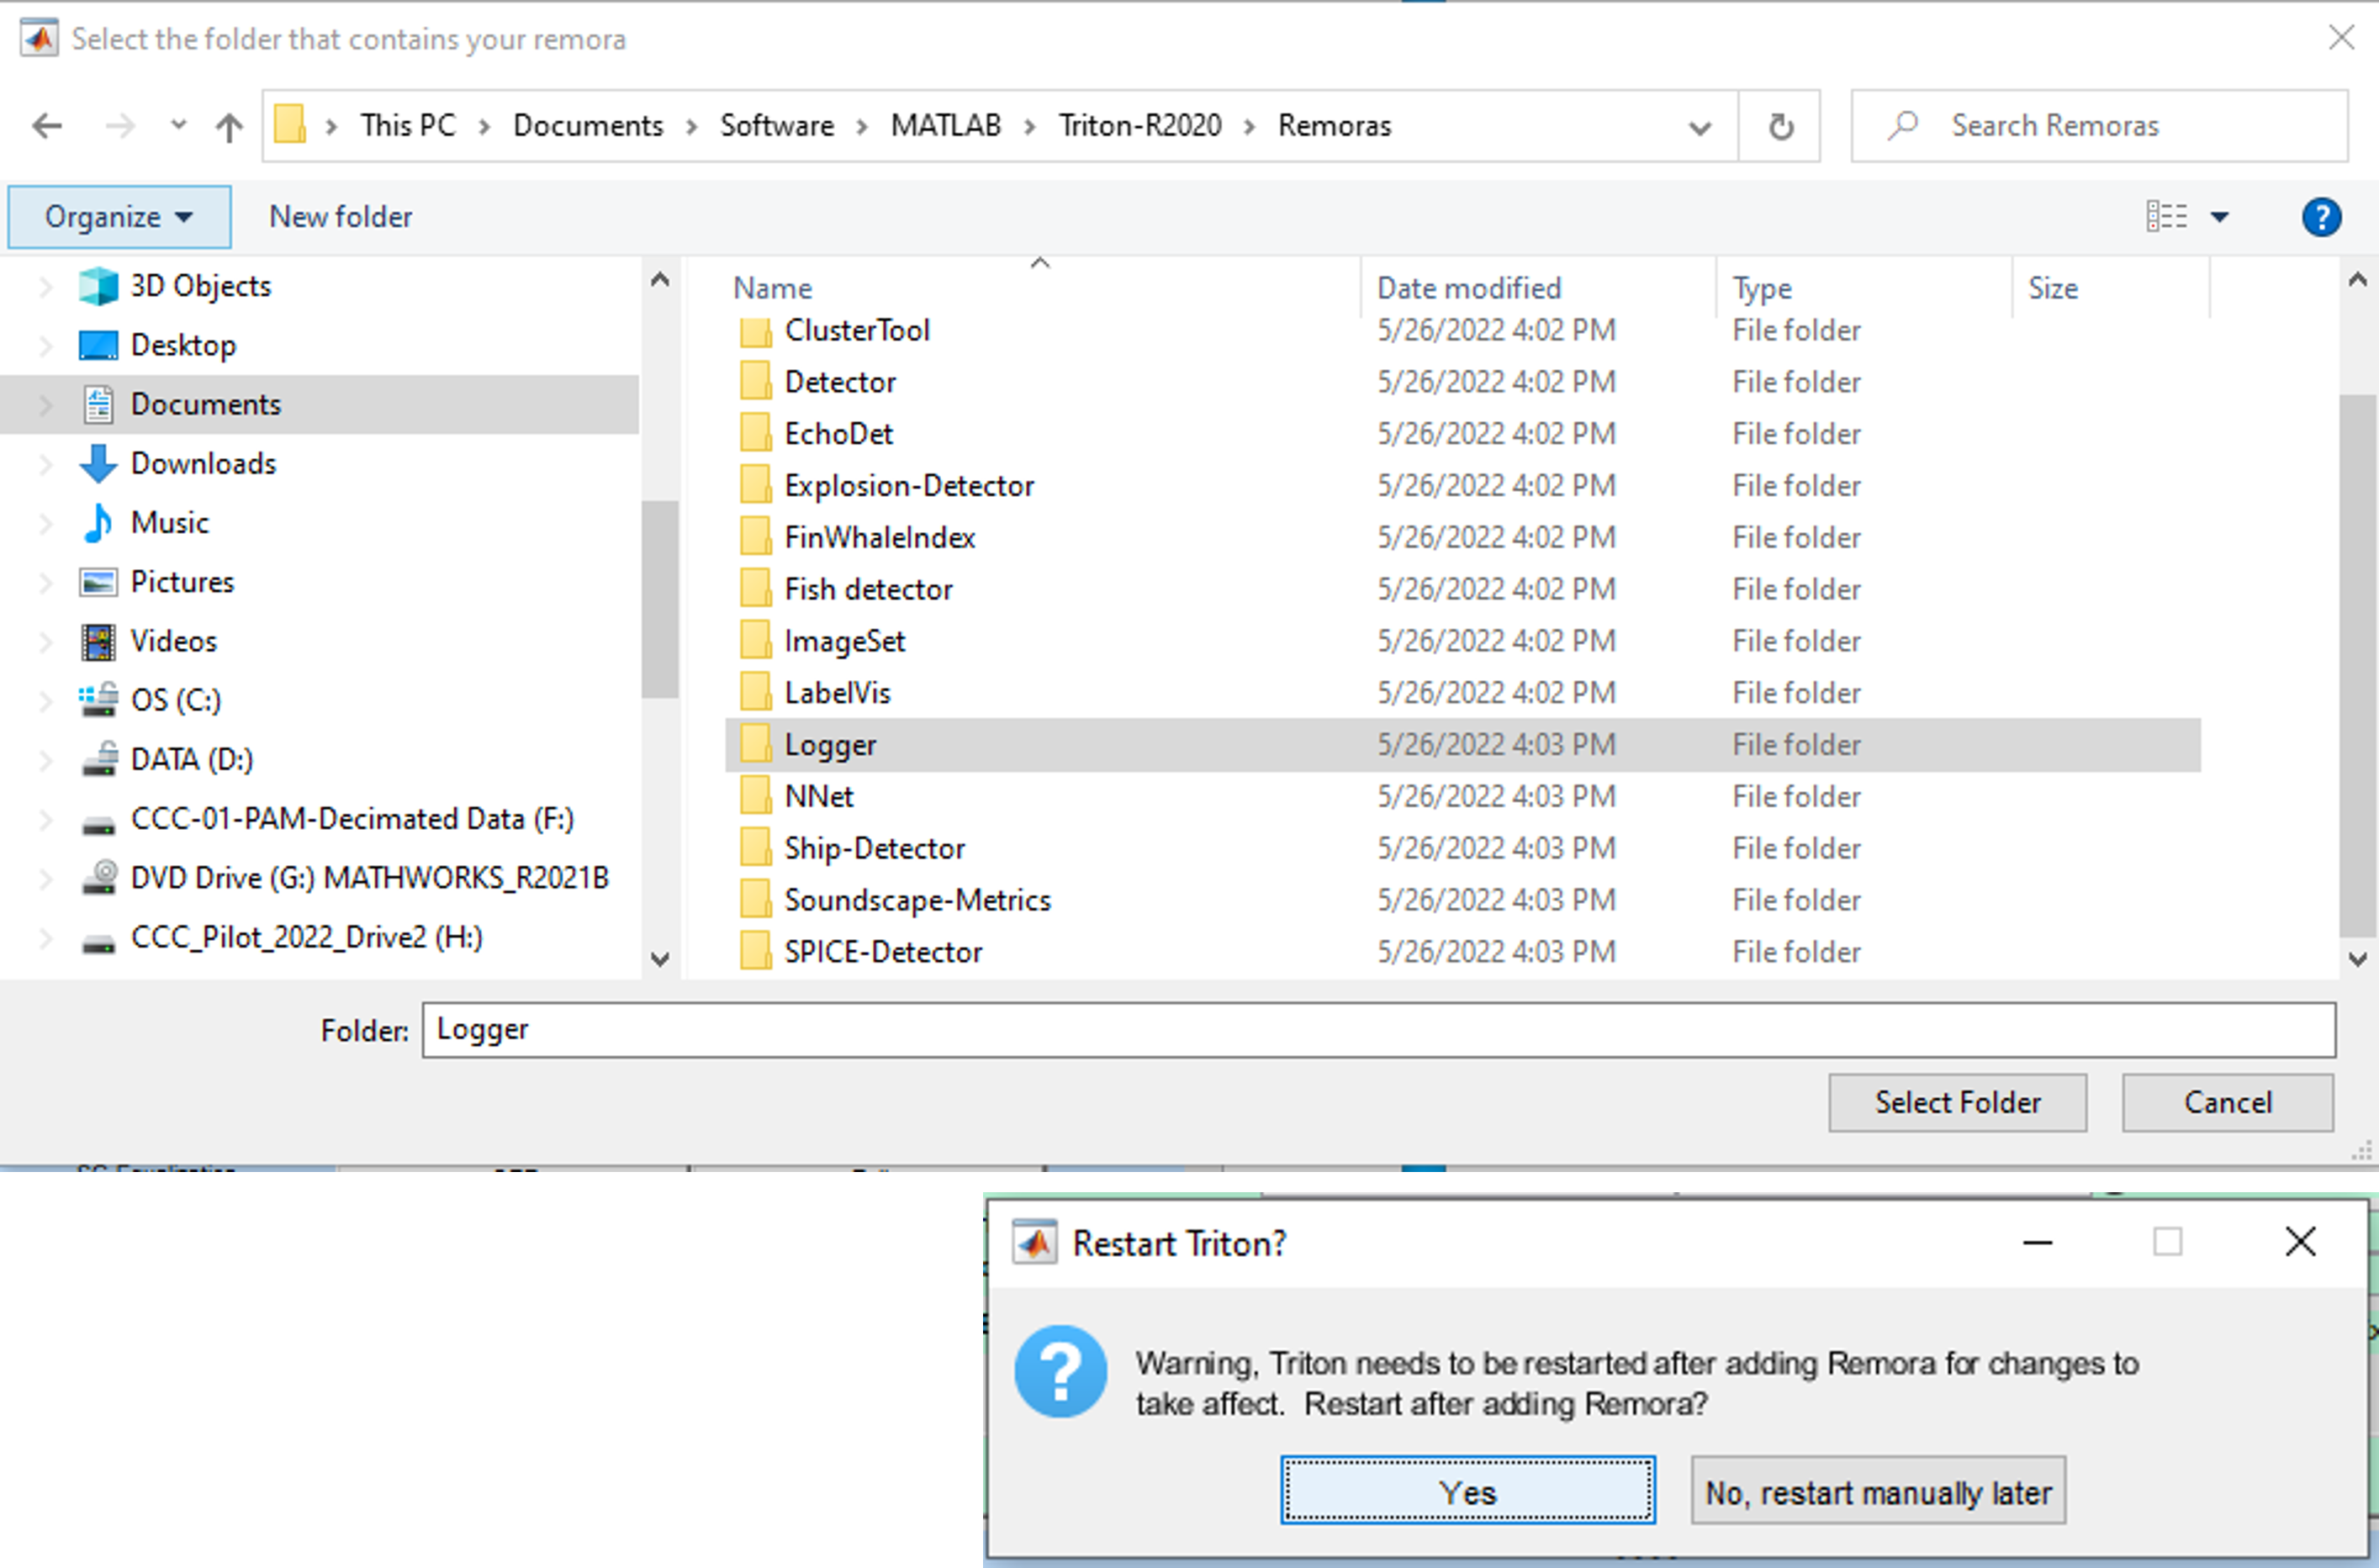 Select the folder that contains your remora
This PC > Documents > Software > MATLAB > Triton-R2020 > Remoras
Search Remoras
Organize
New folder
3D Objects
Desktop
Documents
Downloads
Music
Pictures
Videos
OS (C:)
DATA (D:)
CCC-01-PAM-Decimated Data (F:)
DVD Drive (G:) MATHWORKS_R2021B
CCC_Pilot_2022_Drive2 (H:)
Name Date modified Type Size
ClusterTool 5/26/2022 4:02 PM File folder
Detector 5/26/2022 4:02 PM File folder
EchoDet 5/26/2022 4:02 PM File folder
Explosion-Detector 5/26/2022 4:02 PM File folder
FinWhaleIndex 5/26/2022 4:02 PM File folder
Fish detector 5/26/2022 4:02 PM File folder
ImageSet 5/26/2022 4:02 PM File folder
LabelVis 5/26/2022 4:02 PM File folder
Logger 5/26/2022 4:03 PM File folder
NNet 5/26/2022 4:03 PM File folder
Ship-Detector 5/26/2022 4:03 PM File folder
Soundscape-Metrics 5/26/2022 4:03 PM File folder
SPICE-Detector 5/26/2022 4:03 PM File folder
Folder: Logger
Select Folder
Cancel
Restart Triton?
Warning, Triton needs to be restarted after adding Remora for changes to
take affect. Restart after adding Remora?
Yes
No, restart manually later